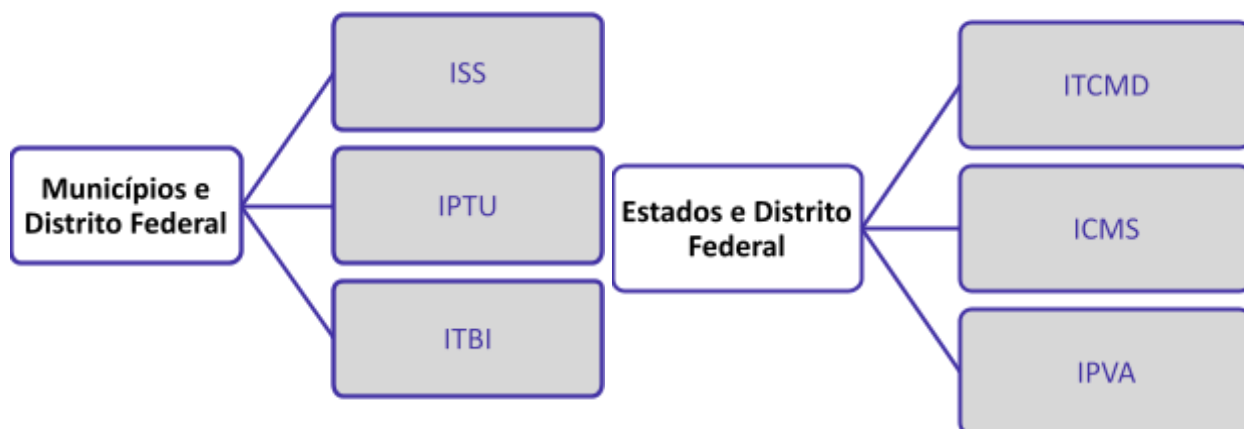 Municípios e
Distrito Federal
ISS
IPTU
ITBI
Estados e Distrito
Federal
ITCMD
ICMS
IPVA